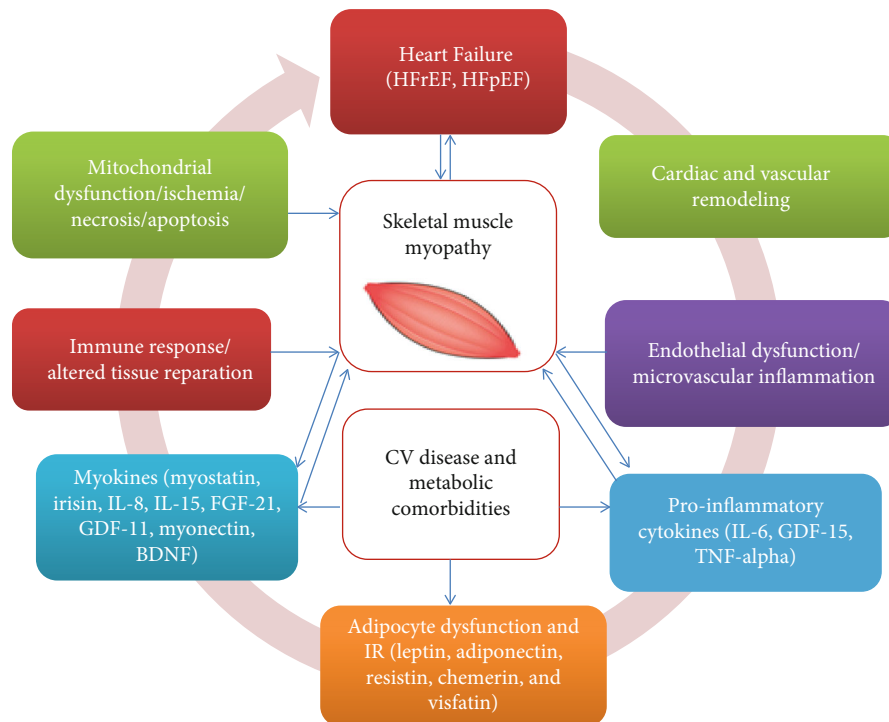 Heart Failure
(HFrEF, HFpEF)
Mitochondrial
dysfunction/ischemia/
necrosis/apoptosis
Cardiac and vascular
remodeling
Skeletal muscle
myopathy
Immune response/
altered tissue reparation
Endothelial dysfunction/
microvascular inflammation
Myokines (myostatin,
irisin, IL-8, IL-15, FGF-21,
GDF-11, myonectin,
BDNF)
CV disease and
metabolic
comorbidities
Pro-inflammatory
cytokines (IL-6, GDF-15,
TNF-alpha)
Adipocyte dysfunction and
IR (leptin, adiponectin,
resistin, chemerin, and
visfatin)